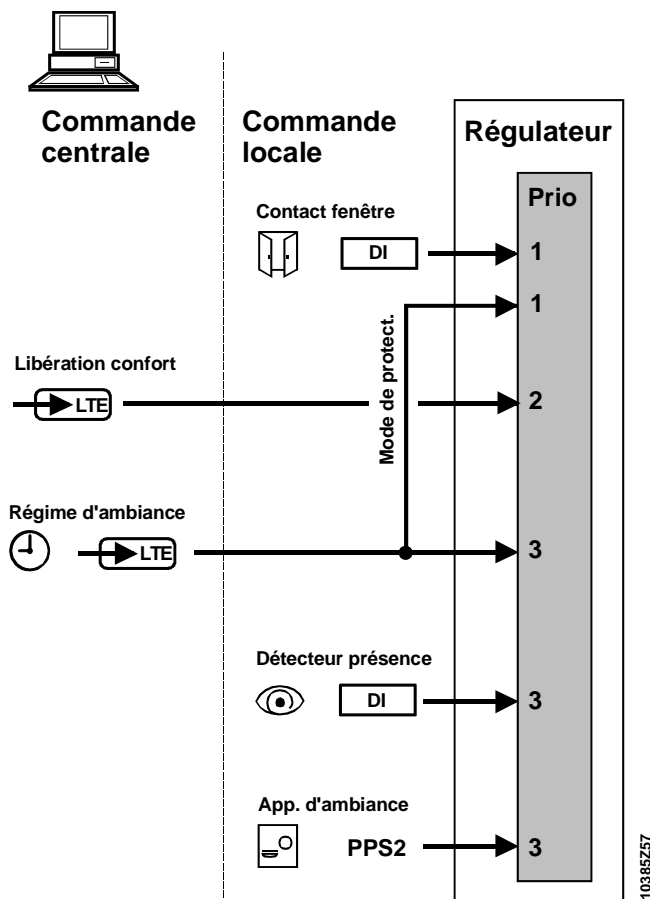 Commande
centrale
Commande
locale
Régulateur
Prio
Contact fenêtre
DI
1
1
Mode de protect.
Libération confort
LTE
2
Régime d'ambiance
LTE
3
Détecteur présence
DI
3
App. d'ambiance
PPS2
3
10385Z57